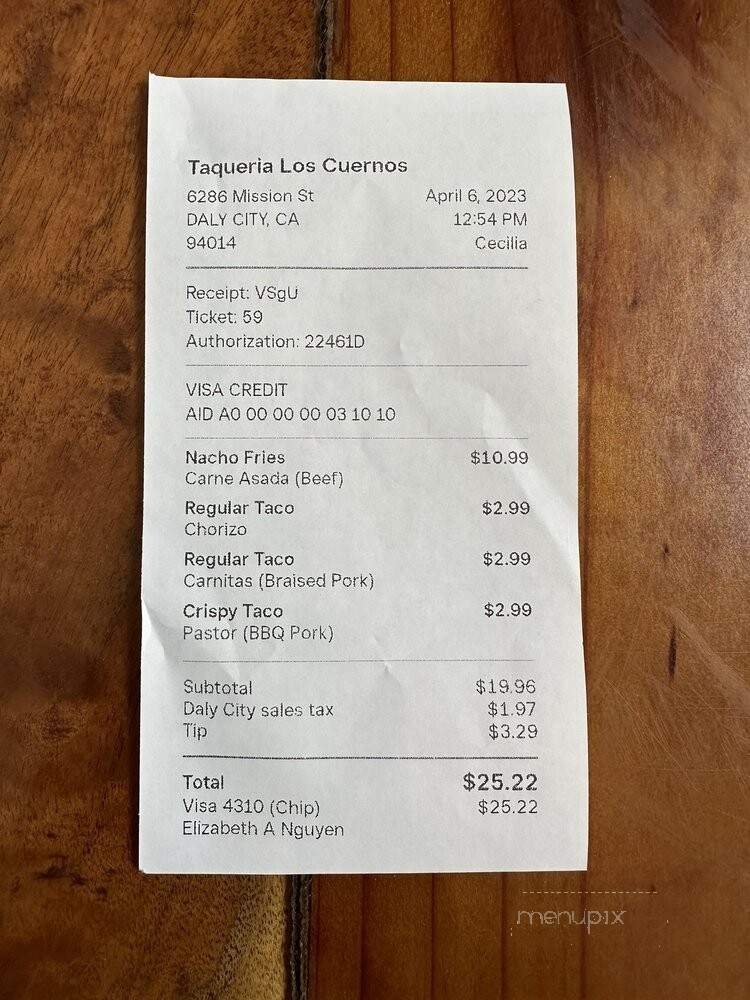 Taqueria Los Cuernos
6286 Mission St April 6, 2023
DALY CITY, CA 12:54 PM
94014 Cecilia
Receipt: VSgU
Ticket: 59
Authorization: 22461D
VISA CREDIT
AID A0 00 00 00 03 10 10
Nacho Fries $10.99
Carne Asada (Beef)
Regular Taco $2.99
Chorizo
Regular Taco $2.99
Carnitas (Braised Pork)
Crispy Taco $2.99
Pastor (BBQ Pork)
Subtotal $19.96
Daly City sales tax $1.97
Tip $3.29
Total $25.22
Visa 4310 (Chip) $25.22
Elizabeth A Nguyen
menupix